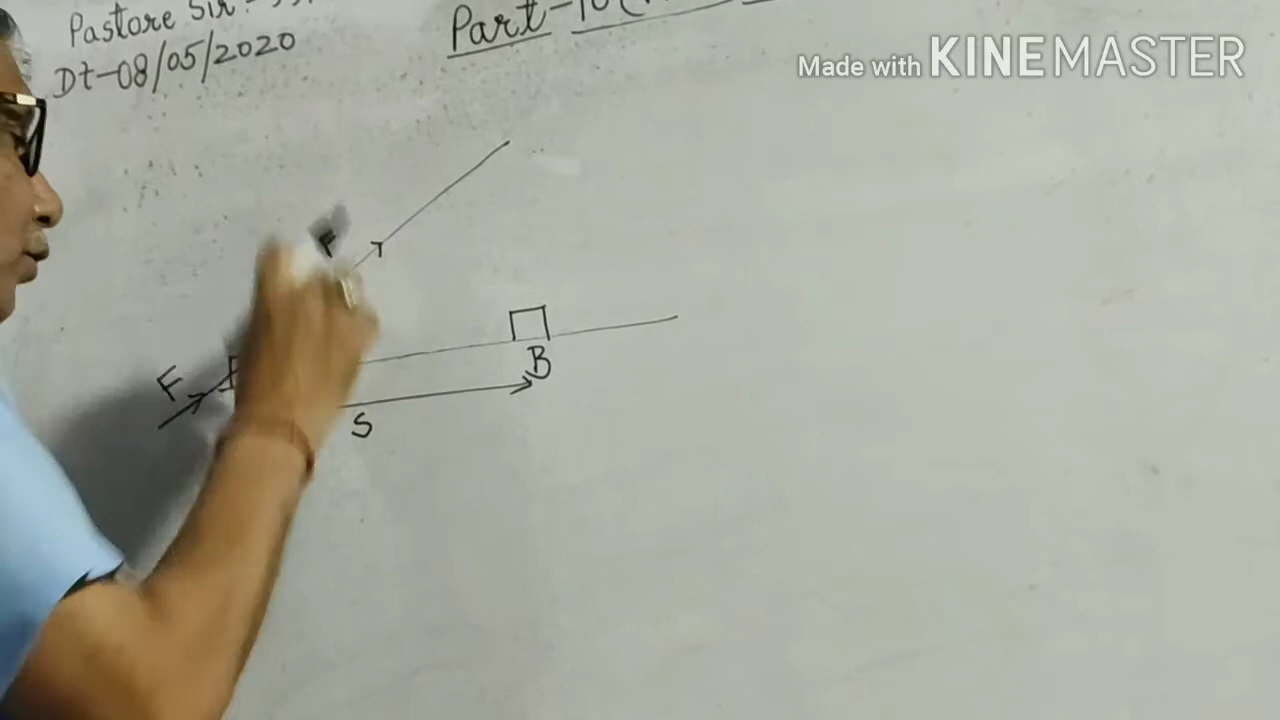 Pastore Sir
Dt-08/05/2020
Part-10
Made with KINEMASTER
F
F
B
S